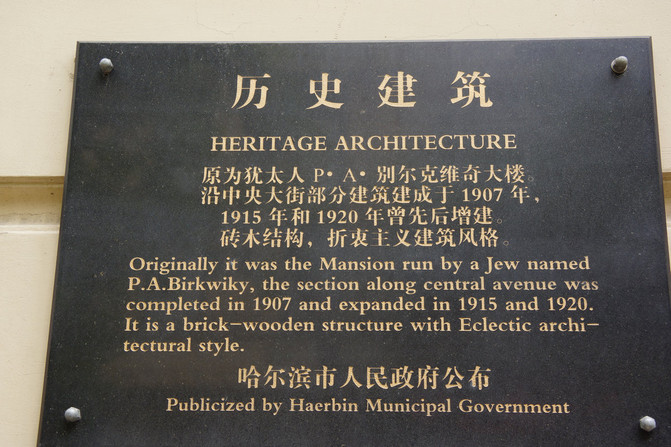 历史建筑
HERITAGE ARCHITECTURE
原为犹太人 P·A·别尔克维奇大楼。
沿中央大街部分建筑建成于 1907 年，
1915 年和 1920 年曾先后增建。
砖木结构，折衷主义建筑风格。
Originally it was the Mansion run by a Jew named
P.A.Birkwiky, the section along central avenue was
completed in 1907 and expanded in 1915 and 1920.
It is a brick-wooden structure with Eclectic archi-
tectural style.
哈尔滨市人民政府公布
Publicized by Haerbin Municipal Government